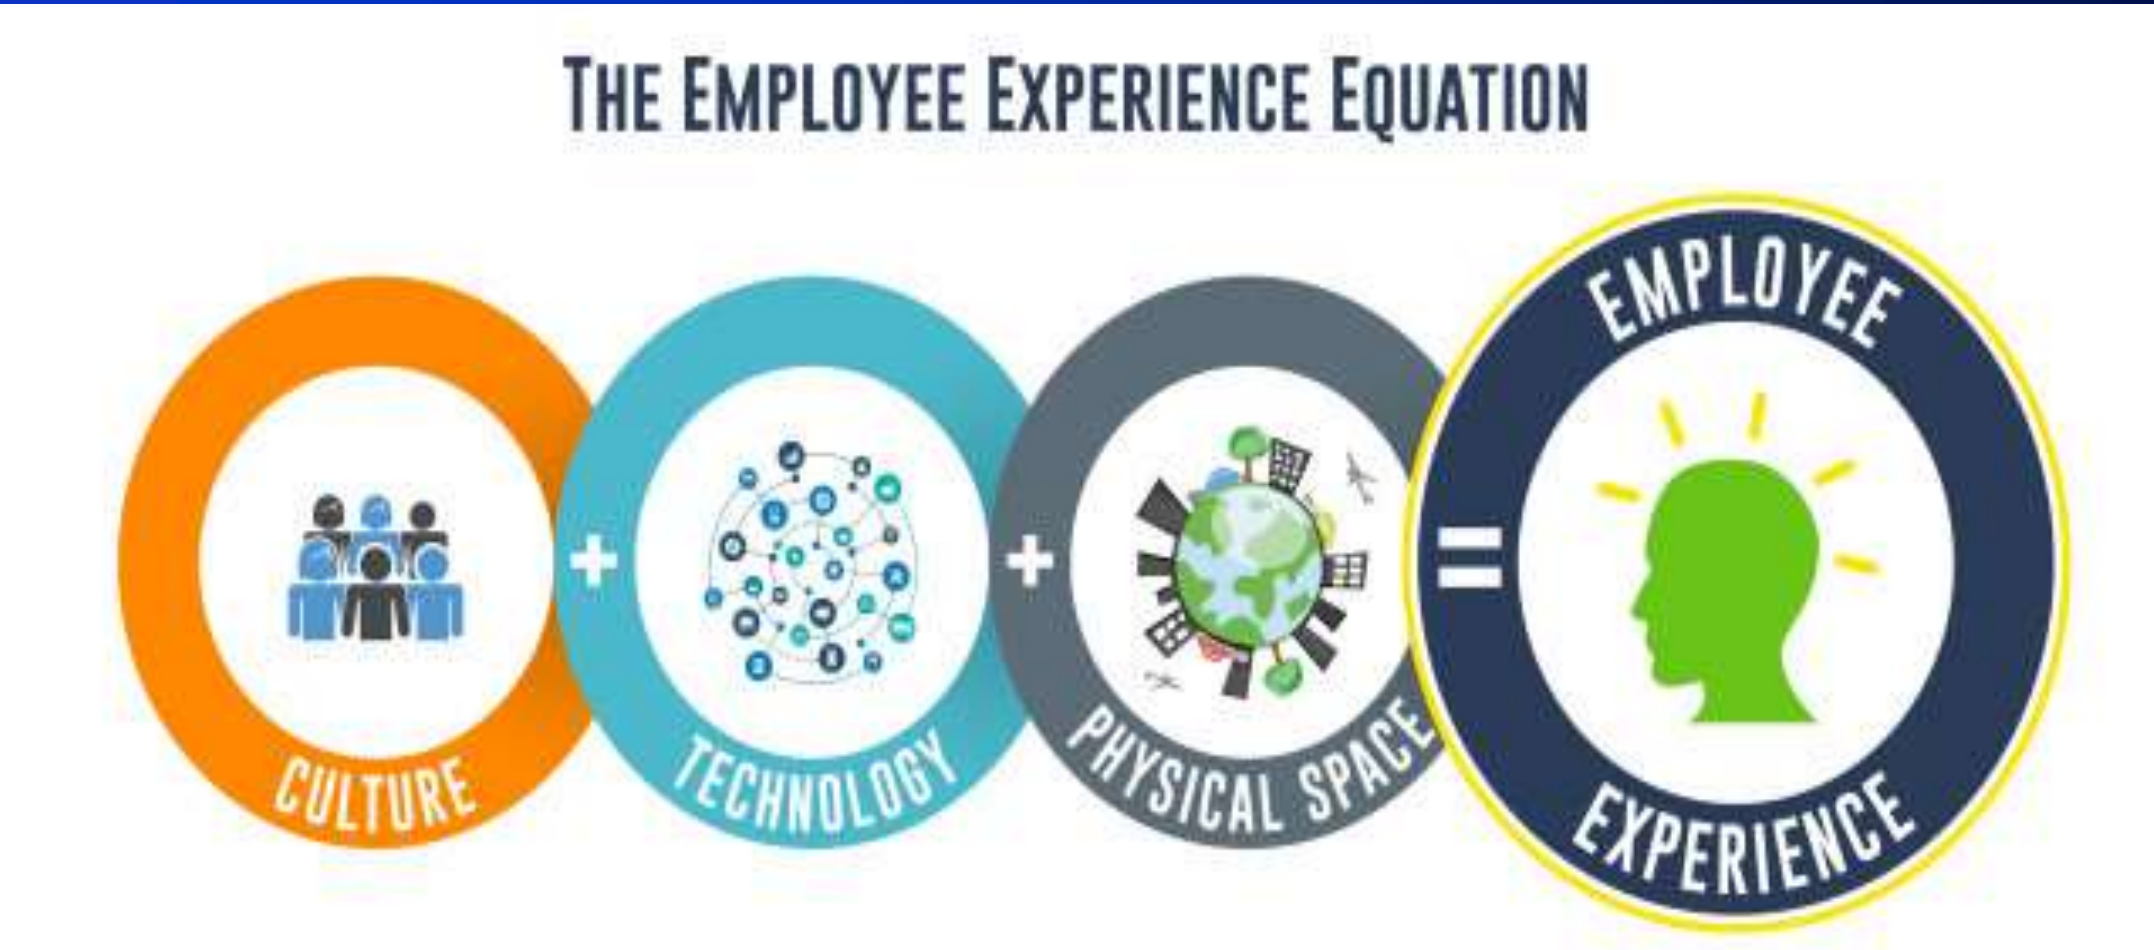 THE EMPLOYEE EXPERIENCE EQUATION
CULTURE
+
TECHNOLOGY
+
PHYSICAL SPACE
=
EMPLOYEE
EXPERIENCE